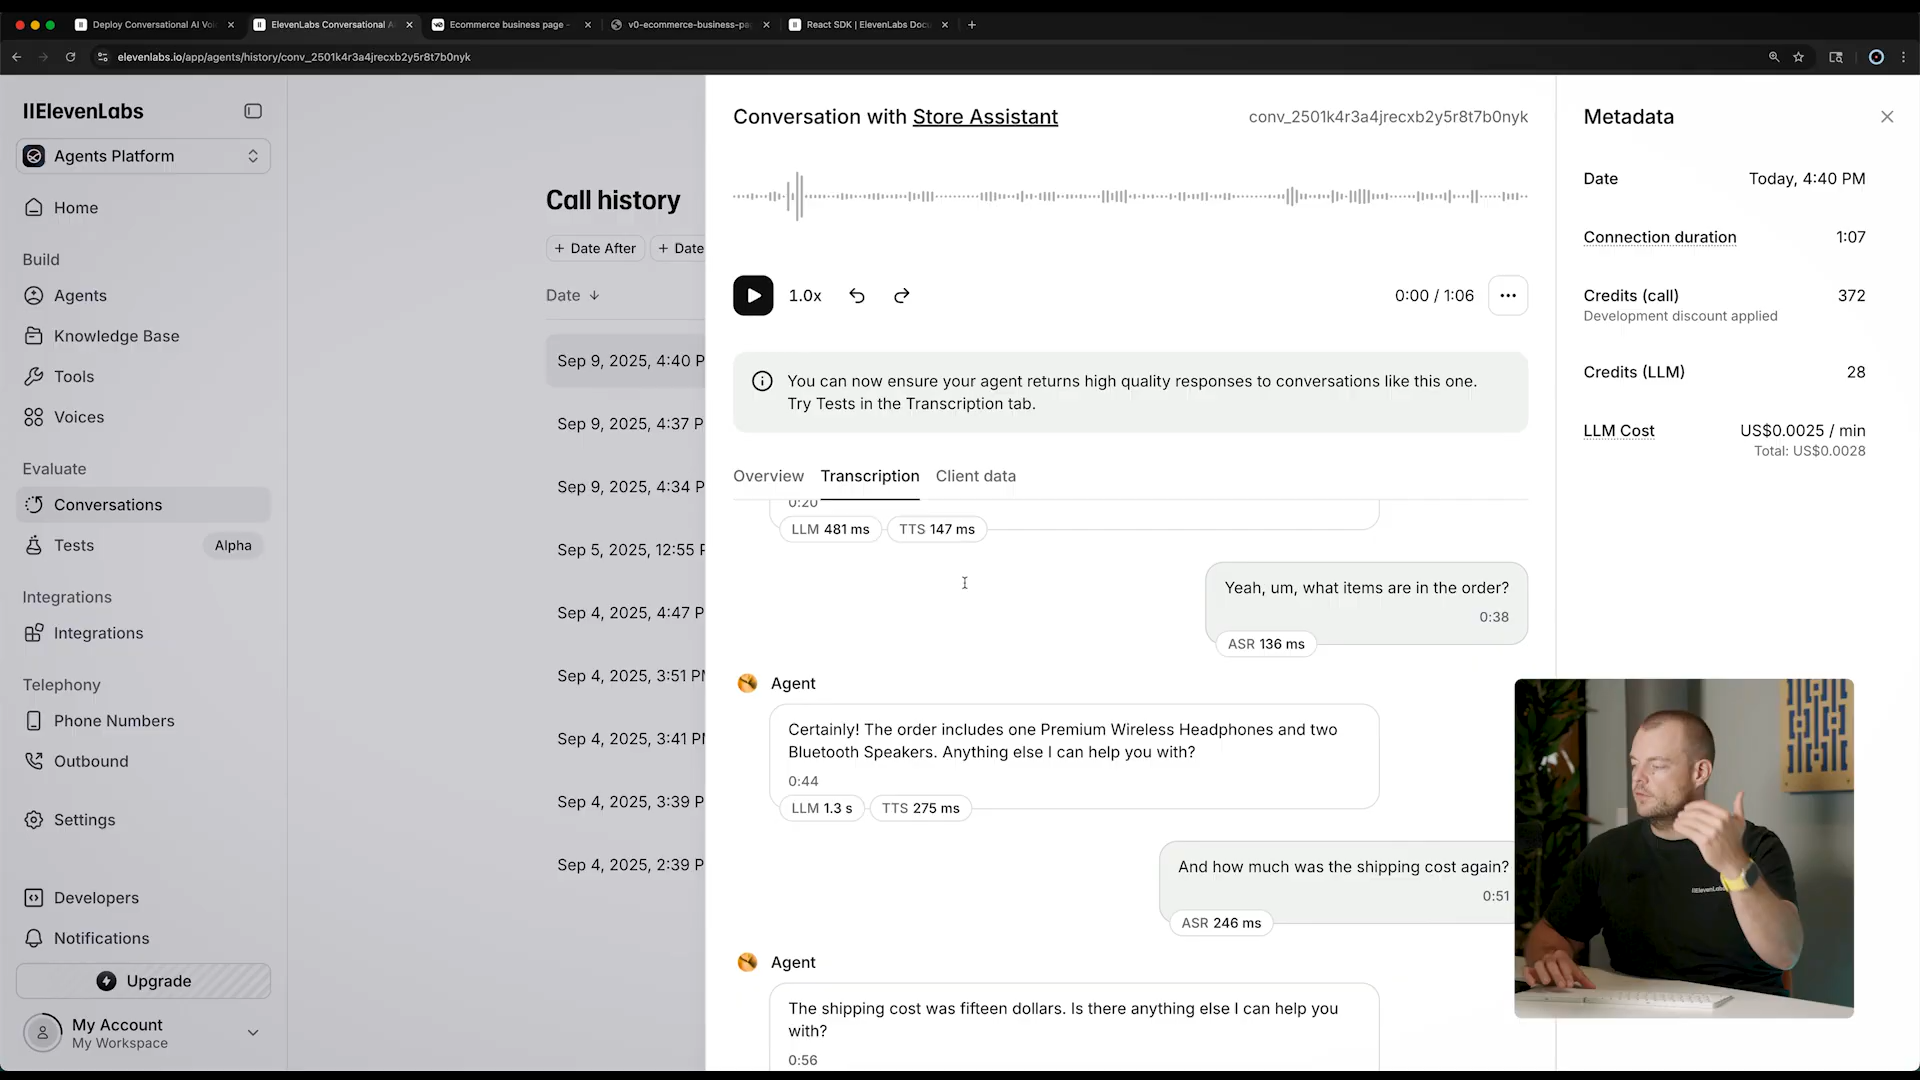 Deploy Conversational AI Voi
ElevenLabs Conversational A
Ecommerce business page -
v0-ecommerce-business-pa
React SDK | ElevenLabs Docu
elevenlabs.io/app/agents/history/conv_2501k4r3a4jrecxb2y5r8t7b0nyk
IIElevenLabs
Agents Platform
Home
Build
Agents
Knowledge Base
Tools
Voices
Evaluate
Conversations
Tests
Alpha
Integrations
Integrations
Telephony
Phone Numbers
Outbound
Settings
Developers
Notifications
Upgrade
My Account
My Workspace
Call history
+ Date After
+ Date
Date ↓
Sep 9, 2025, 4:40 P
Sep 9, 2025, 4:37 P
Sep 9, 2025, 4:34 P
Sep 5, 2025, 12:55 P
Sep 4, 2025, 4:47 P
Sep 4, 2025, 3:51 PM
Sep 4, 2025, 3:41 PM
Sep 4, 2025, 3:39 P
Sep 4, 2025, 2:39 P
Conversation with Store Assistant
conv_2501k4r3a4jrecxb2y5r8t7b0nyk
1.0x
0:00 / 1:06
You can now ensure your agent returns high quality responses to conversations like this one.
Try Tests in the Transcription tab.
Overview
Transcription
Client data
0:20
LLM 481 ms
TTS 147 ms
Yeah, um, what items are in the order?
0:38
ASR 136 ms
Agent
Certainly! The order includes one Premium Wireless Headphones and two
Bluetooth Speakers. Anything else I can help you with?
0:44
LLM 1.3 s
TTS 275 ms
And how much was the shipping cost again?
0:51
ASR 246 ms
Agent
The shipping cost was fifteen dollars. Is there anything else I can help you
with?
0:56
Metadata
Date
Today, 4:40 PM
Connection duration
1:07
Credits (call)
372
Development discount applied
Credits (LLM)
28
LLM Cost
US$0.0025 / min
Total: US$0.0028
IIElevenLabs